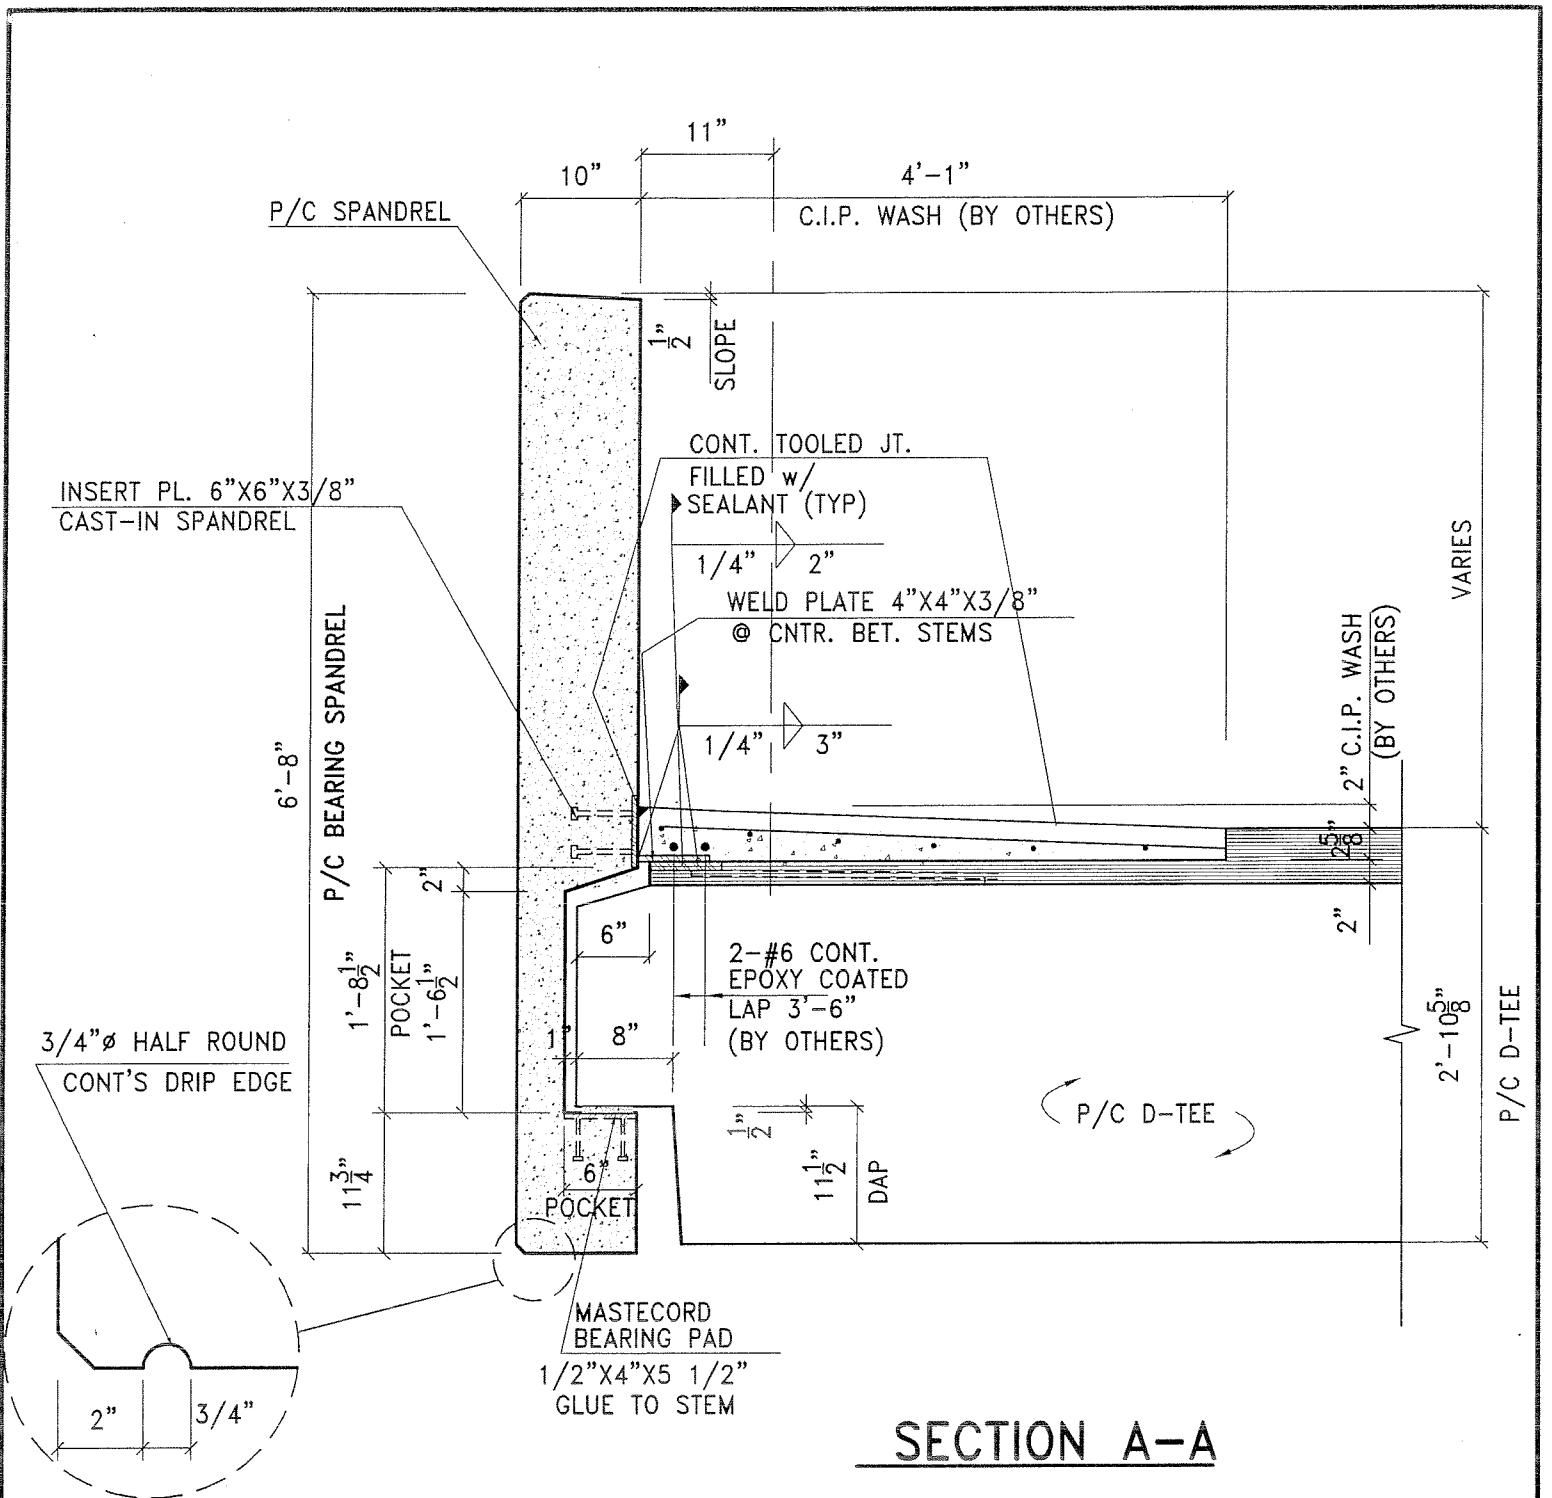 11"
10"
4'-1"
C.I.P. WASH (BY OTHERS)
P/C SPANDREL
1/2"
SLOPE
CONT. TOOLED JT.
FILLED w/
SEALANT (TYP)
INSERT PL. 6"X6"X3/8"
CAST-IN SPANDREL
1/4" 2"
WELD PLATE 4"X4"X3/8"
@ CNTR. BET. STEMS
VARIES
2" C.I.P. WASH
(BY OTHERS)
1/4" 3"
6'-8"
P/C BEARING SPANDREL
2 5/8"
2"
2"
6"
2-#6 CONT.
EPOXY COATED
LAP 3'-6"
(BY OTHERS)
1'-8 1/2"
POCKET
1'-6 1/2"
1"
8"
2'-10 5/8"
P/C D-TEE
3/4"ø HALF ROUND
CONT'S DRIP EDGE
P/C D-TEE
1/2"
11 1/2"
DAP
11 3/4"
6"
POCKET
MASTECORD
BEARING PAD
1/2"X4"X5 1/2"
GLUE TO STEM
2"
3/4"
SECTION A-A